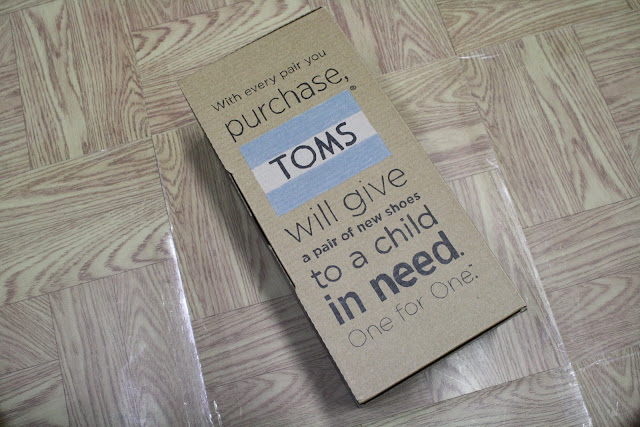 With every pair you
purchase,
TOMS®
will give
a pair of new shoes
to a child
in need.
One for One.™